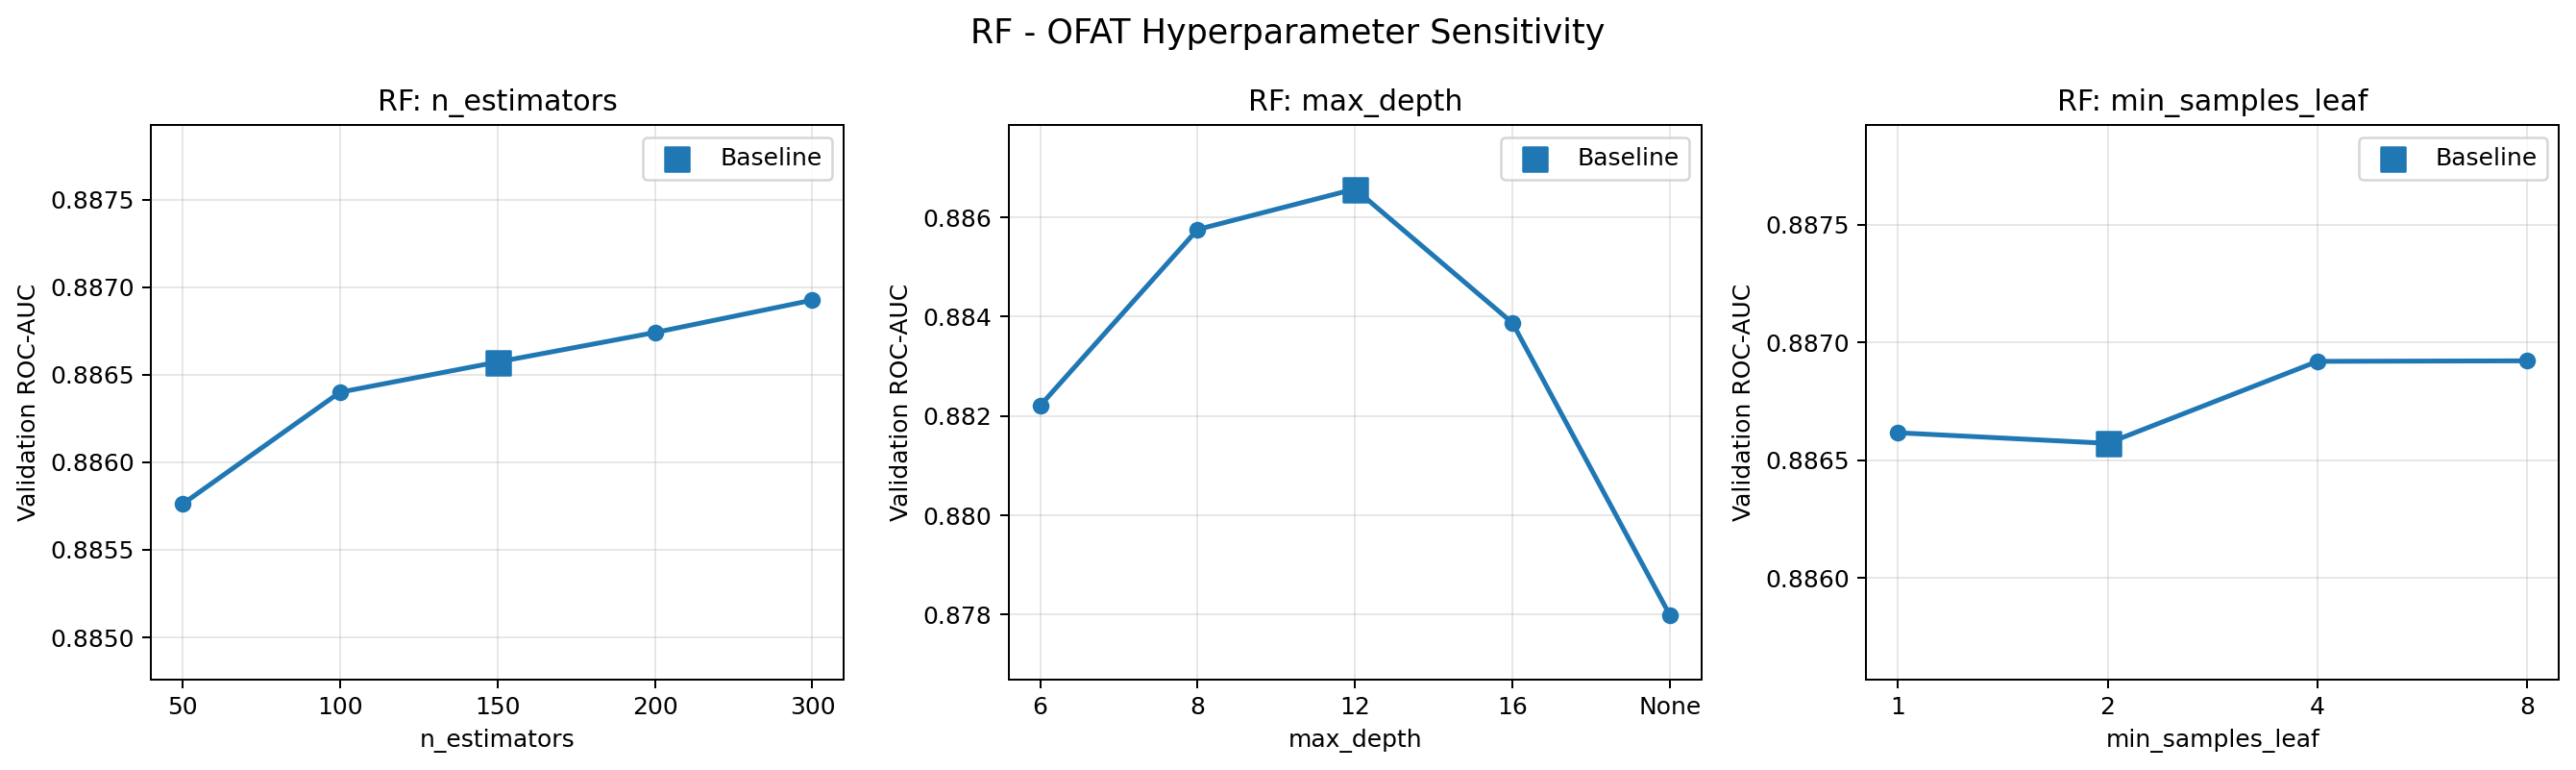 RF - OFAT Hyperparameter Sensitivity
RF: n_estimators
Baseline
Validation ROC-AUC
0.8875
0.8870
0.8865
0.8860
0.8855
0.8850
50 100 150 200 300
n_estimators
RF: max_depth
Baseline
Validation ROC-AUC
0.886
0.884
0.882
0.880
0.878
6 8 12 16 None
max_depth
RF: min_samples_leaf
Baseline
Validation ROC-AUC
0.8875
0.8870
0.8865
0.8860
1 2 4 8
min_samples_leaf